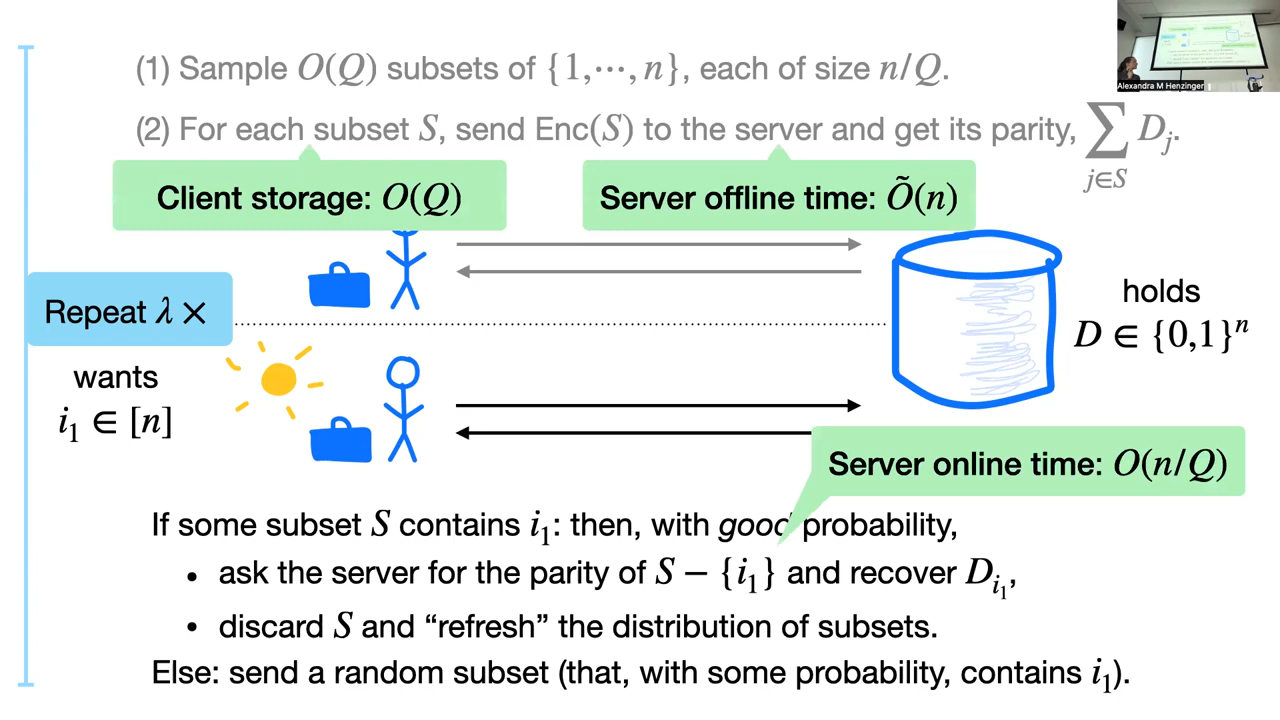 (1) Sample O(Q) subsets of {1,⋯,n}, each of size n/Q.
(2) For each subset S, send Enc(S) to the server and get its parity, ∑_{j∈S} D_j.
Client storage: O(Q)
Server offline time: Õ(n)
Repeat λ ×
holds
D ∈ {0,1}^n
wants
i_1 ∈ [n]
Server online time: O(n/Q)
If some subset S contains i_1: then, with good probability,
• ask the server for the parity of S − {i_1} and recover D_{i_1},
• discard S and “refresh” the distribution of subsets.
Else: send a random subset (that, with some probability, contains i_1).
Alexandra M Henzinger